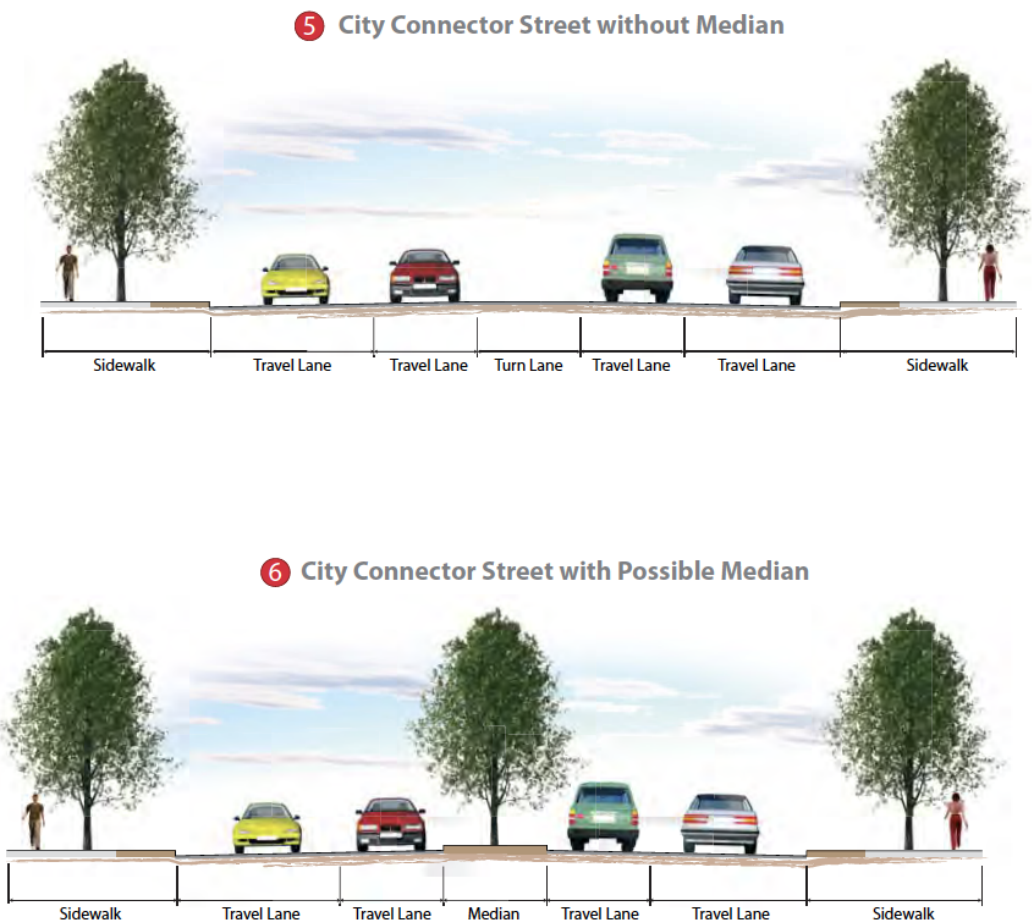 5 City Connector Street without Median
Sidewalk Travel Lane Travel Lane Turn Lane Travel Lane Travel Lane Sidewalk
6 City Connector Street with Possible Median
Sidewalk Travel Lane Travel Lane Median Travel Lane Travel Lane Sidewalk